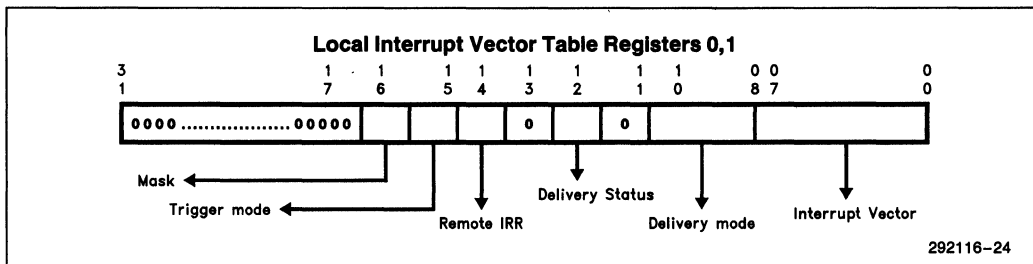 Local Interrupt Vector Table Registers 0,1
3 1 1 1 1 1 1 1 1 0 0 0
1 7 6 5 4 3 2 1 0 8 7 0
0000...................00000 0 0
Mask
Trigger mode
Remote IRR
Delivery Status
Delivery mode
Interrupt Vector
292116-24